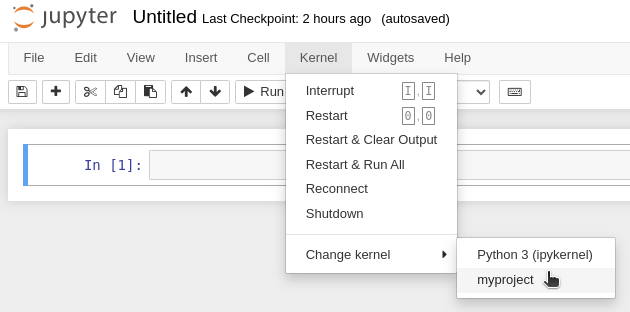 jupyter Untitled Last Checkpoint: 2 hours ago (autosaved)
File Edit View Insert Cell Kernel Widgets Help
Run
Interrupt I,I
Restart 0,0
Restart & Clear Output
Restart & Run All
Reconnect
Shutdown
Change kernel
In [1]:
Python 3 (ipykernel)
myproject